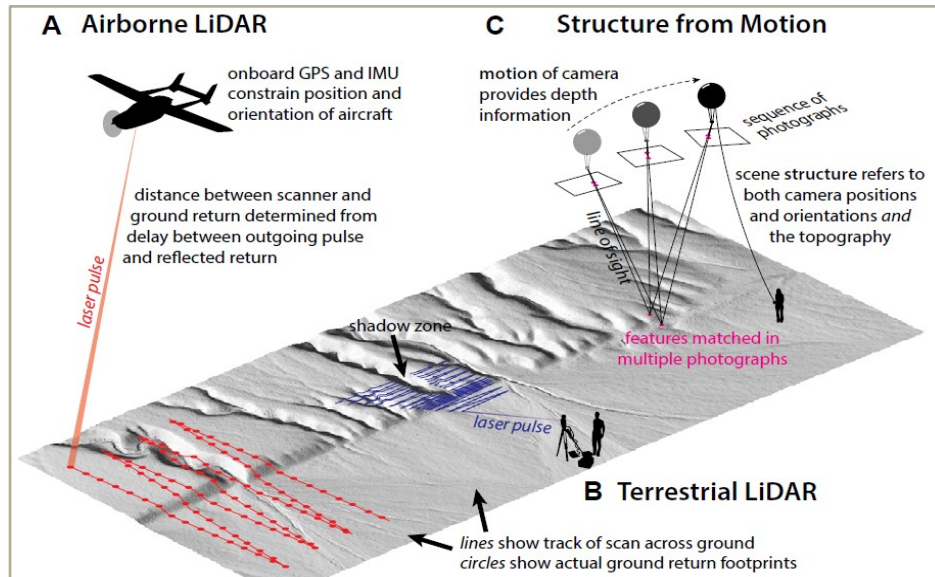 A Airborne LiDAR
onboard GPS and IMU
constrain position and
orientation of aircraft
distance between scanner and
ground return determined from
delay between outgoing pulse
and reflected return
laser pulse
C Structure from Motion
motion of camera
provides depth
information
sequence of
photographs
scene structure refers to
both camera positions
and orientations and
the topography
line of sight
features matched in
multiple photographs
shadow zone
laser pulse
B Terrestrial LiDAR
lines show track of scan across ground
circles show actual ground return footprints